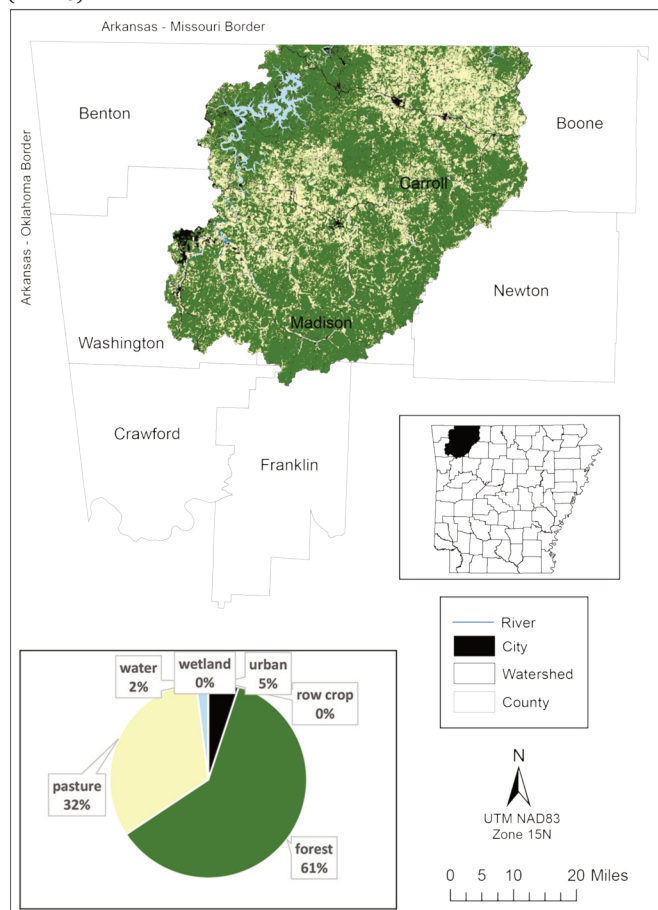 Arkansas - Missouri Border
Arkansas - Oklahoma Border
Benton
Boone
Carroll
Newton
Madison
Washington
Crawford
Franklin
River
City
Watershed
County
water
2%
wetland
0%
urban
5%
row crop
0%
pasture
32%
forest
61%
N
UTM NAD83
Zone 15N
0 5 10 20 Miles